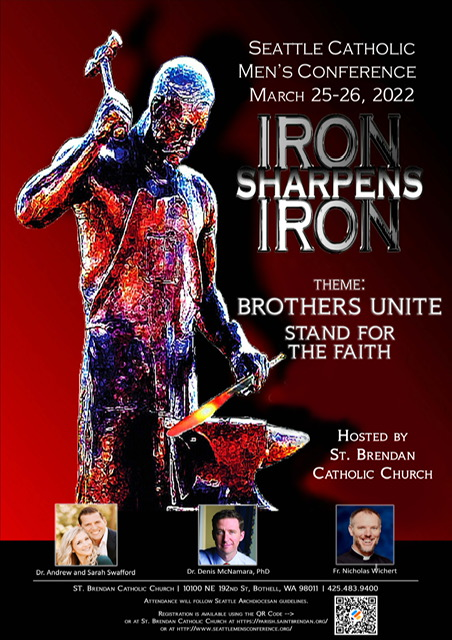 SEATTLE CATHOLIC
MEN'S CONFERENCE
MARCH 25-26, 2022
IRON
SHARPENS
IRON
THEME:
BROTHERS UNITE
STAND FOR
THE FAITH
HOSTED BY
ST. BRENDAN
CATHOLIC CHURCH
Dr. Andrew and Sarah Swafford
Dr. Denis McNamara, PhD
Fr. Nicholas Wichert
ST. BRENDAN CATHOLIC CHURCH | 10100 NE 192ND ST, BOTHELL, WA 98011 | 425.483.9400
ATTENDANCE WILL FOLLOW SEATTLE ARCHDIOCESAN GUIDELINES.
REGISTRATION IS AVAILABLE USING THE QR CODE -->
OR AT ST. BRENDAN CATHOLIC CHURCH AT HTTPS://PARISH.SAINTBRENDAN.ORG/
OR AT HTTP://WWW.SEATTLEMENSCONFERENCE.ORG/